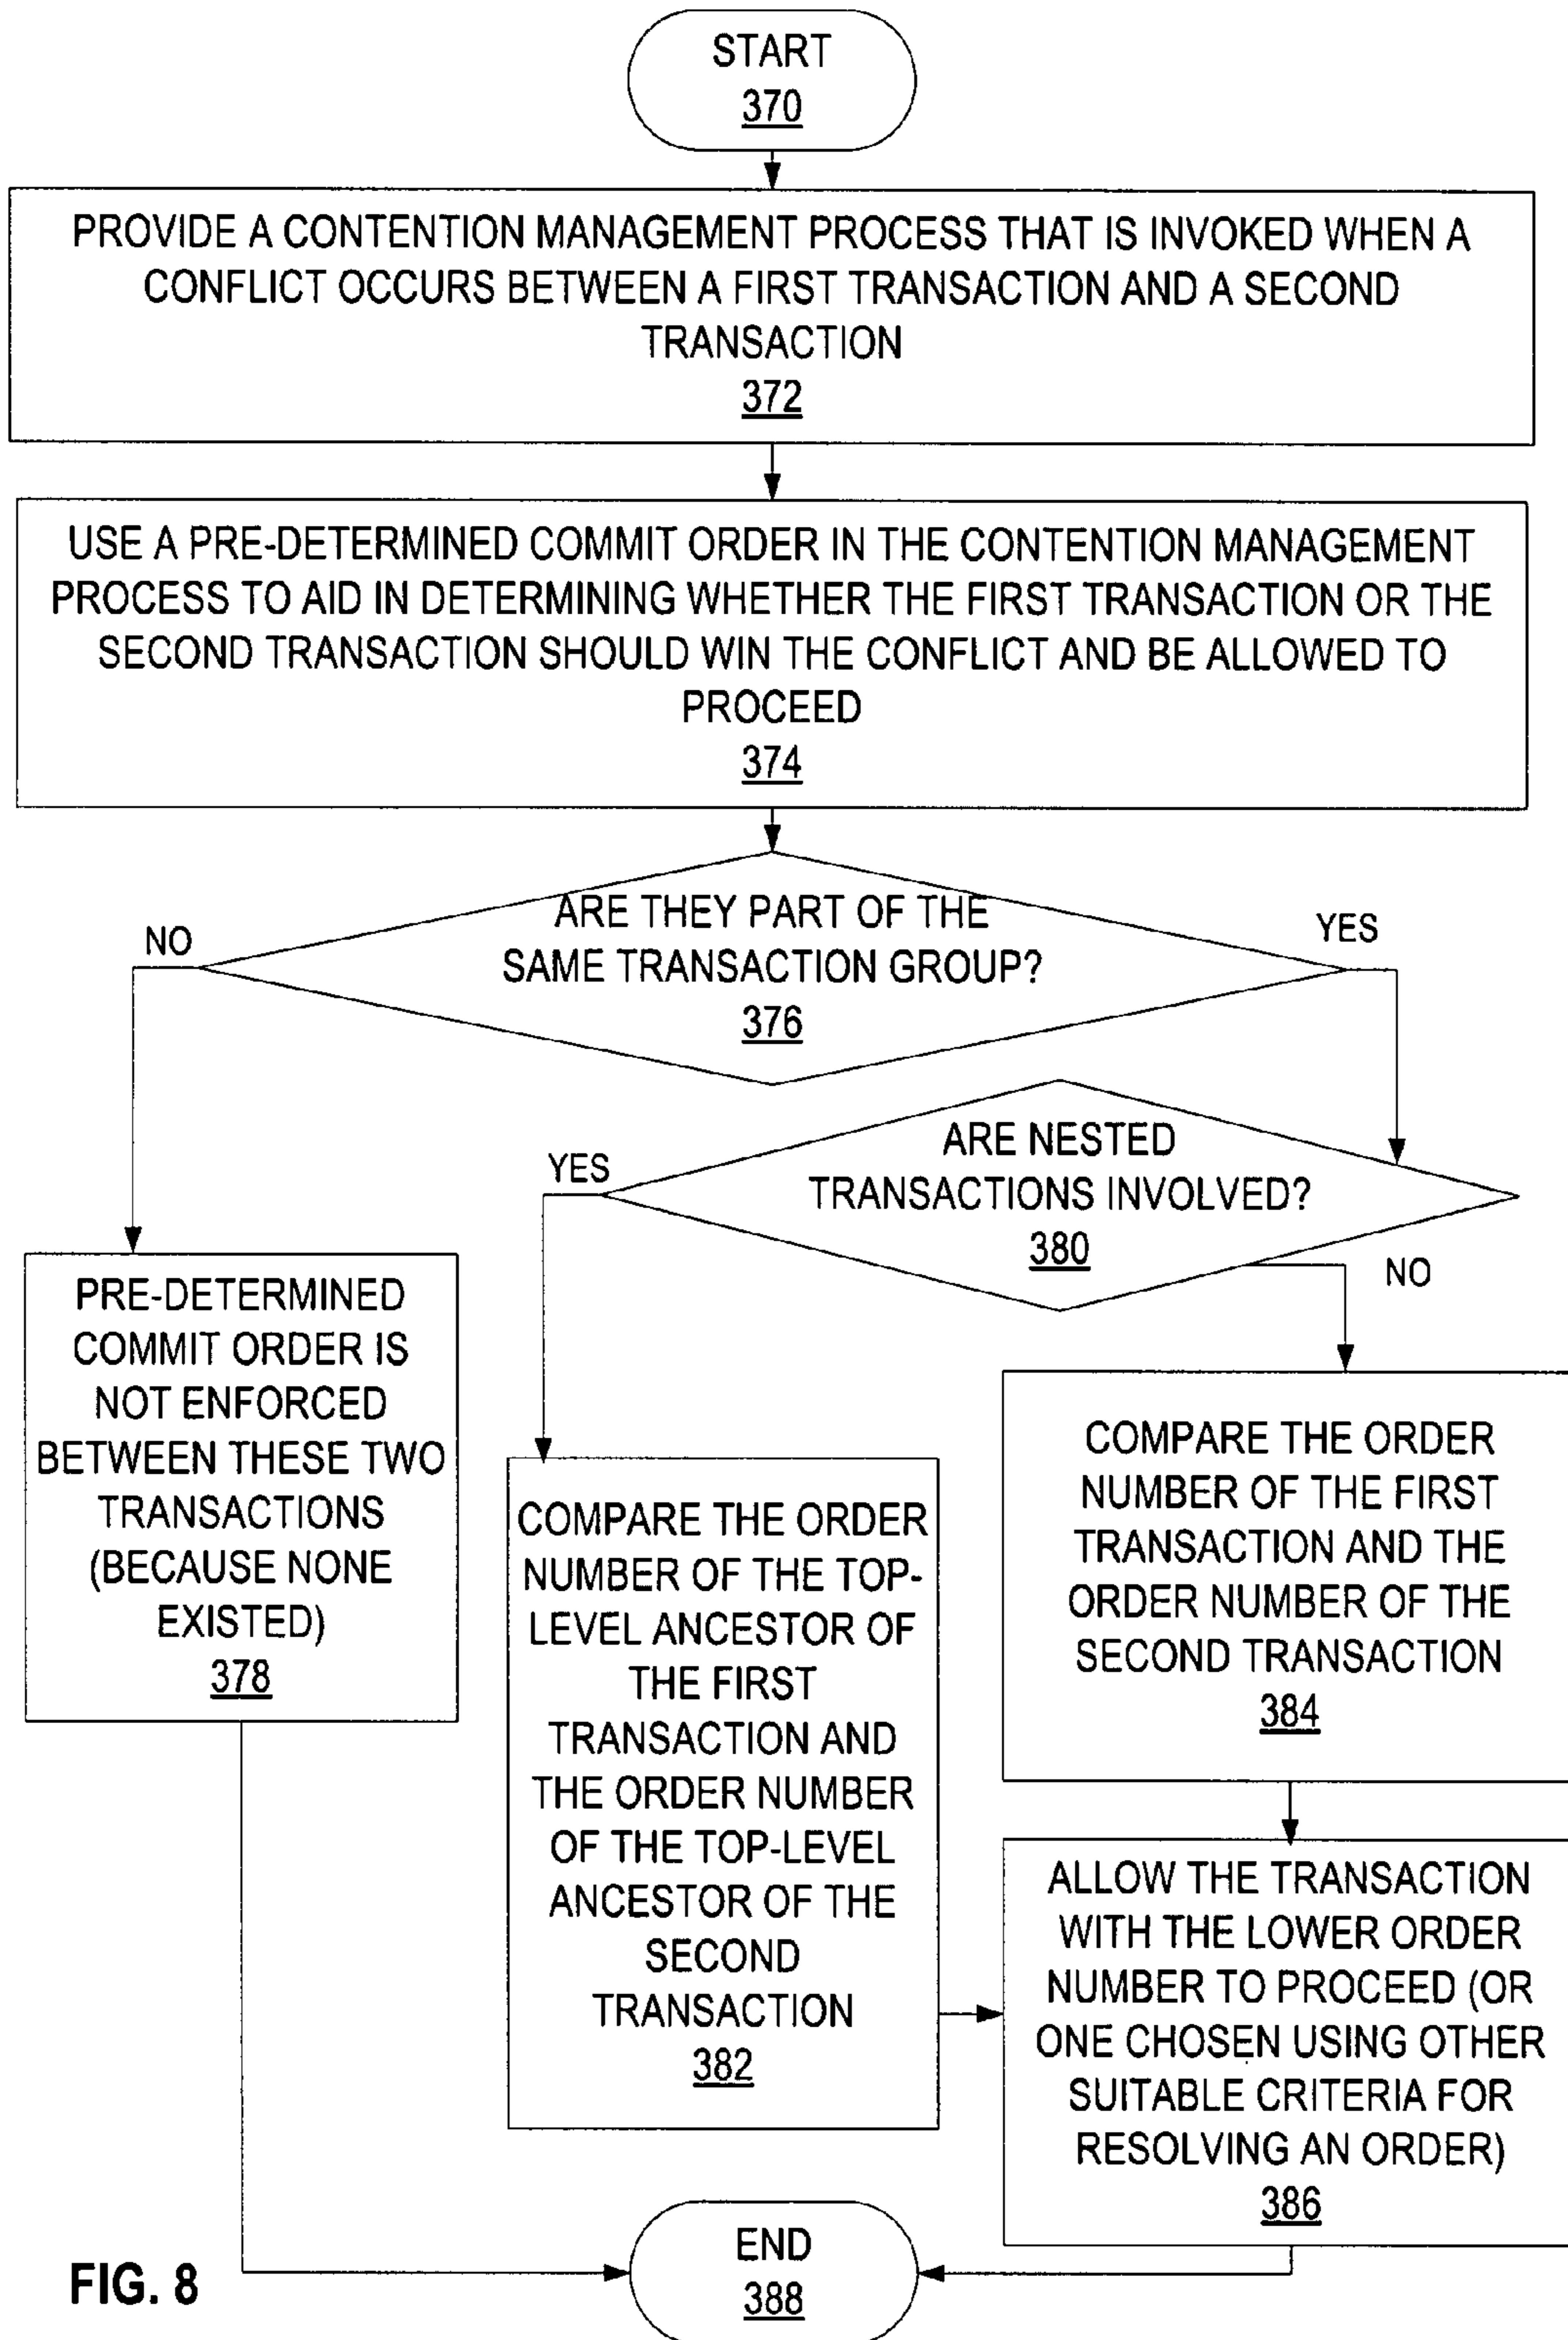 START
370
PROVIDE A CONTENTION MANAGEMENT PROCESS THAT IS INVOKED WHEN A
CONFLICT OCCURS BETWEEN A FIRST TRANSACTION AND A SECOND
TRANSACTION
372
USE A PRE-DETERMINED COMMIT ORDER IN THE CONTENTION MANAGEMENT
PROCESS TO AID IN DETERMINING WHETHER THE FIRST TRANSACTION OR THE
SECOND TRANSACTION SHOULD WIN THE CONFLICT AND BE ALLOWED TO
PROCEED
374
ARE THEY PART OF THE
SAME TRANSACTION GROUP?
376
NO
YES
ARE NESTED
TRANSACTIONS INVOLVED?
380
YES
NO
PRE-DETERMINED
COMMIT ORDER IS
NOT ENFORCED
BETWEEN THESE TWO
TRANSACTIONS
(BECAUSE NONE
EXISTED)
378
COMPARE THE ORDER
NUMBER OF THE TOP-
LEVEL ANCESTOR OF
THE FIRST
TRANSACTION AND
THE ORDER NUMBER
OF THE TOP-LEVEL
ANCESTOR OF THE
SECOND
TRANSACTION
382
COMPARE THE ORDER
NUMBER OF THE FIRST
TRANSACTION AND THE
ORDER NUMBER OF THE
SECOND TRANSACTION
384
ALLOW THE TRANSACTION
WITH THE LOWER ORDER
NUMBER TO PROCEED (OR
ONE CHOSEN USING OTHER
SUITABLE CRITERIA FOR
RESOLVING AN ORDER)
386
END
388
FIG. 8